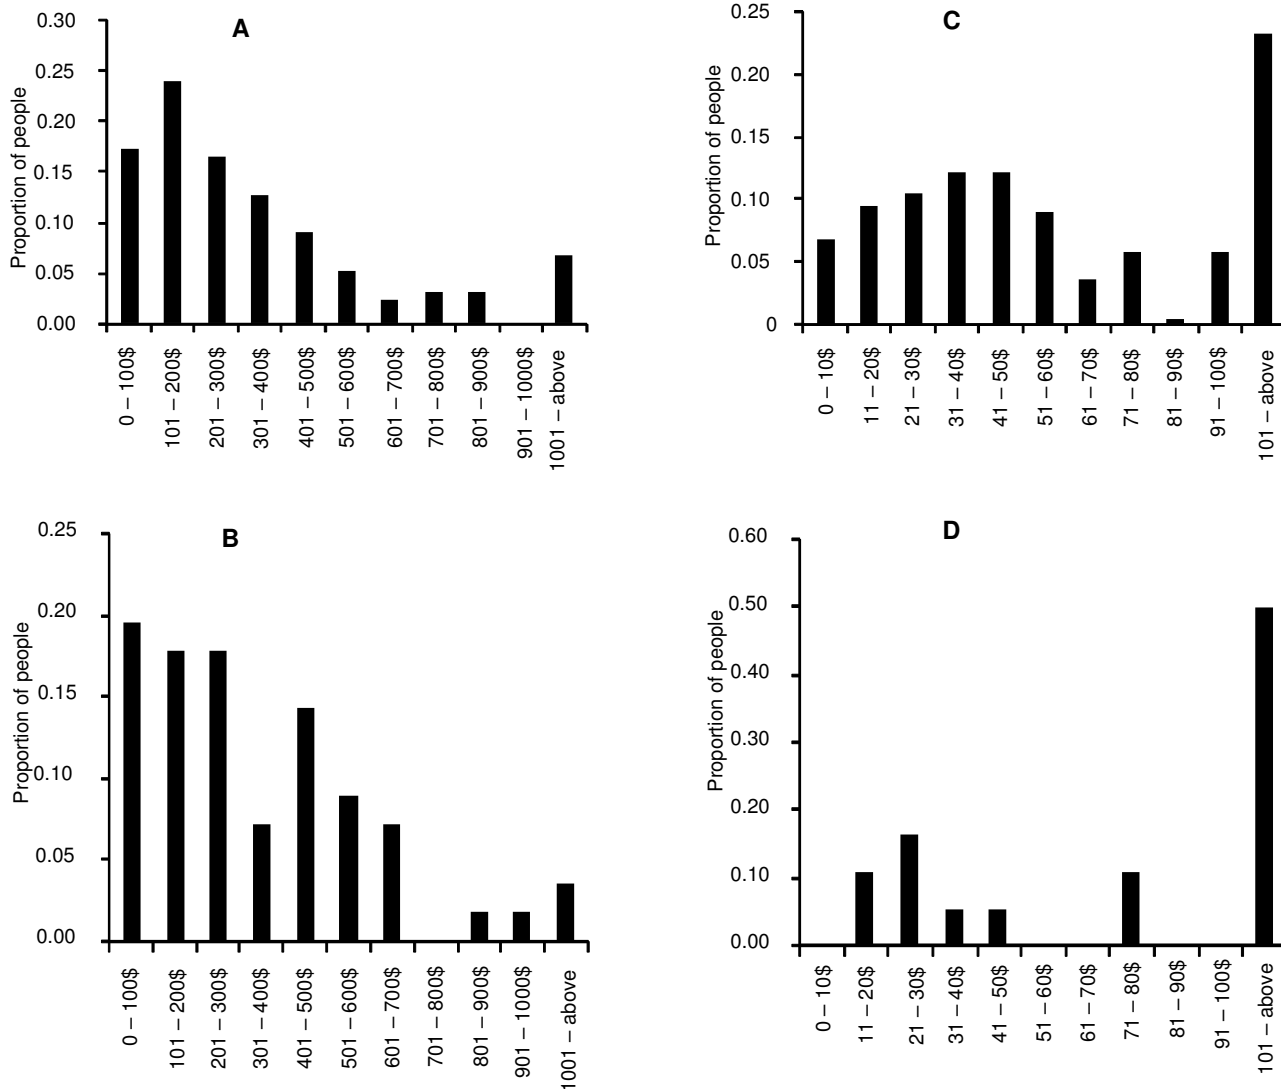 A
Proportion of people
0.30
0.25
0.20
0.15
0.10
0.05
0.00
0 – 100$
101 – 200$
201 – 300$
301 – 400$
401 – 500$
501 – 600$
601 – 700$
701 – 800$
801 – 900$
901 – 1000$
1001 – above
C
Proportion of people
0.25
0.20
0.15
0.10
0.05
0
0 – 10$
11 – 20$
21 – 30$
31 – 40$
41 – 50$
51 – 60$
61 – 70$
71 – 80$
81 – 90$
91 – 100$
101 – above
B
Proportion of people
0.25
0.20
0.15
0.10
0.05
0.00
0 – 100$
101 – 200$
201 – 300$
301 – 400$
401 – 500$
501 – 600$
601 – 700$
701 – 800$
801 – 900$
901 – 1000$
1001 – above
D
Proportion of people
0.60
0.50
0.40
0.30
0.20
0.10
0.00
0 – 10$
11 – 20$
21 – 30$
31 – 40$
41 – 50$
51 – 60$
61 – 70$
71 – 80$
81 – 90$
91 – 100$
101 – above